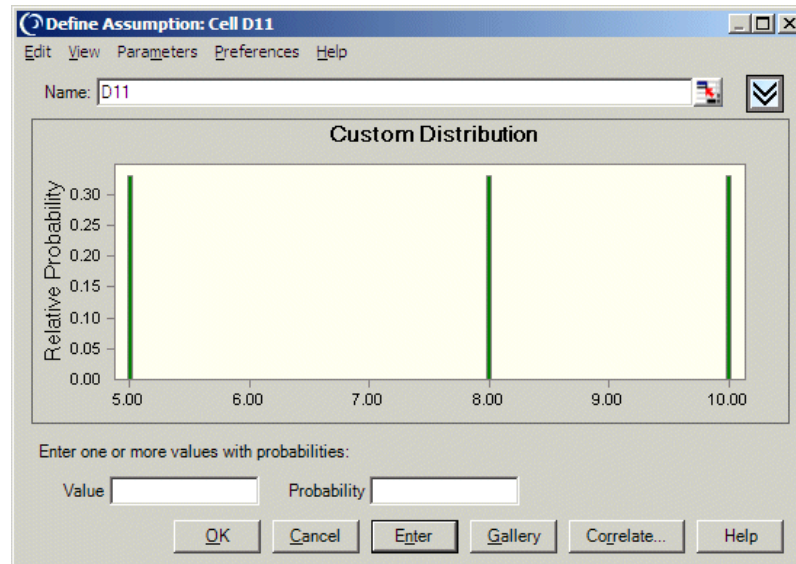 Define Assumption: Cell D11
Edit View Parameters Preferences Help
Name: D11
Custom Distribution
Relative Probability
0.30
0.25
0.20
0.15
0.10
0.05
0.00
5.00 6.00 7.00 8.00 9.00 10.00
Enter one or more values with probabilities:
Value Probability
OK Cancel Enter Gallery Correlate... Help